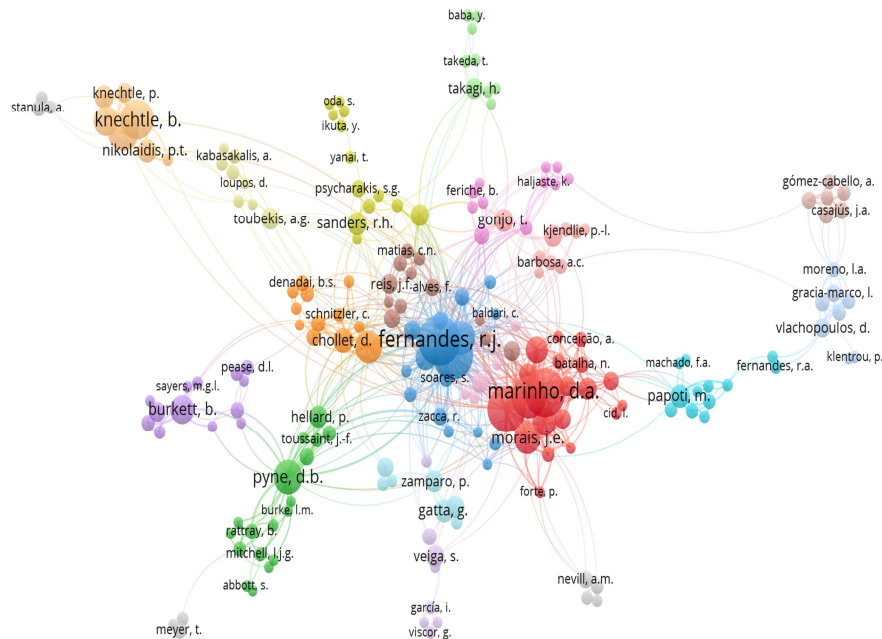 baba, y.
takeda, t.
takagi, h.
knechtle, p.
stanula, a.
knechtle, b.
nikolaidis, p.t.
oda, s.
ikuta, y.
kabasakalis, a.
yanai, t.
loupos, d.
psycharakis, s.g.
feriche, b.
haljaste, k.
gómez-cabello, a.
casajús, j.a.
toubekis, a.g.
sanders, r.h.
gonjo, t.
kjendlie, p.-l.
matias, c.n.
barbosa, a.c.
moreno, l.a.
denadai, b.s.
reis, j.f.
alves, f.
gracia-marco, l.
schnitzler, c.
baldari, c.
vlachopoulos, d.
chollet, d.
fernandes, r.j.
conceição, a.
batalha, n.
machado, f.a.
fernandes, r.a.
klentrou, p.
pease, d.l.
soares, s.
sayers, m.g.l.
marinho, d.a.
papoti, m.
burkett, b.
hellard, p.
zacca, r.
cid, l.
toussaint, j.-f.
morais, j.e.
pyne, d.b.
zamparo, p.
forte, p.
burke, l.m.
gatta, g.
rattray, b.
mitchell, l.j.g.
veiga, s.
abbott, s.
nevill, a.m.
garcía, i.
meyer, t.
viscor, g.